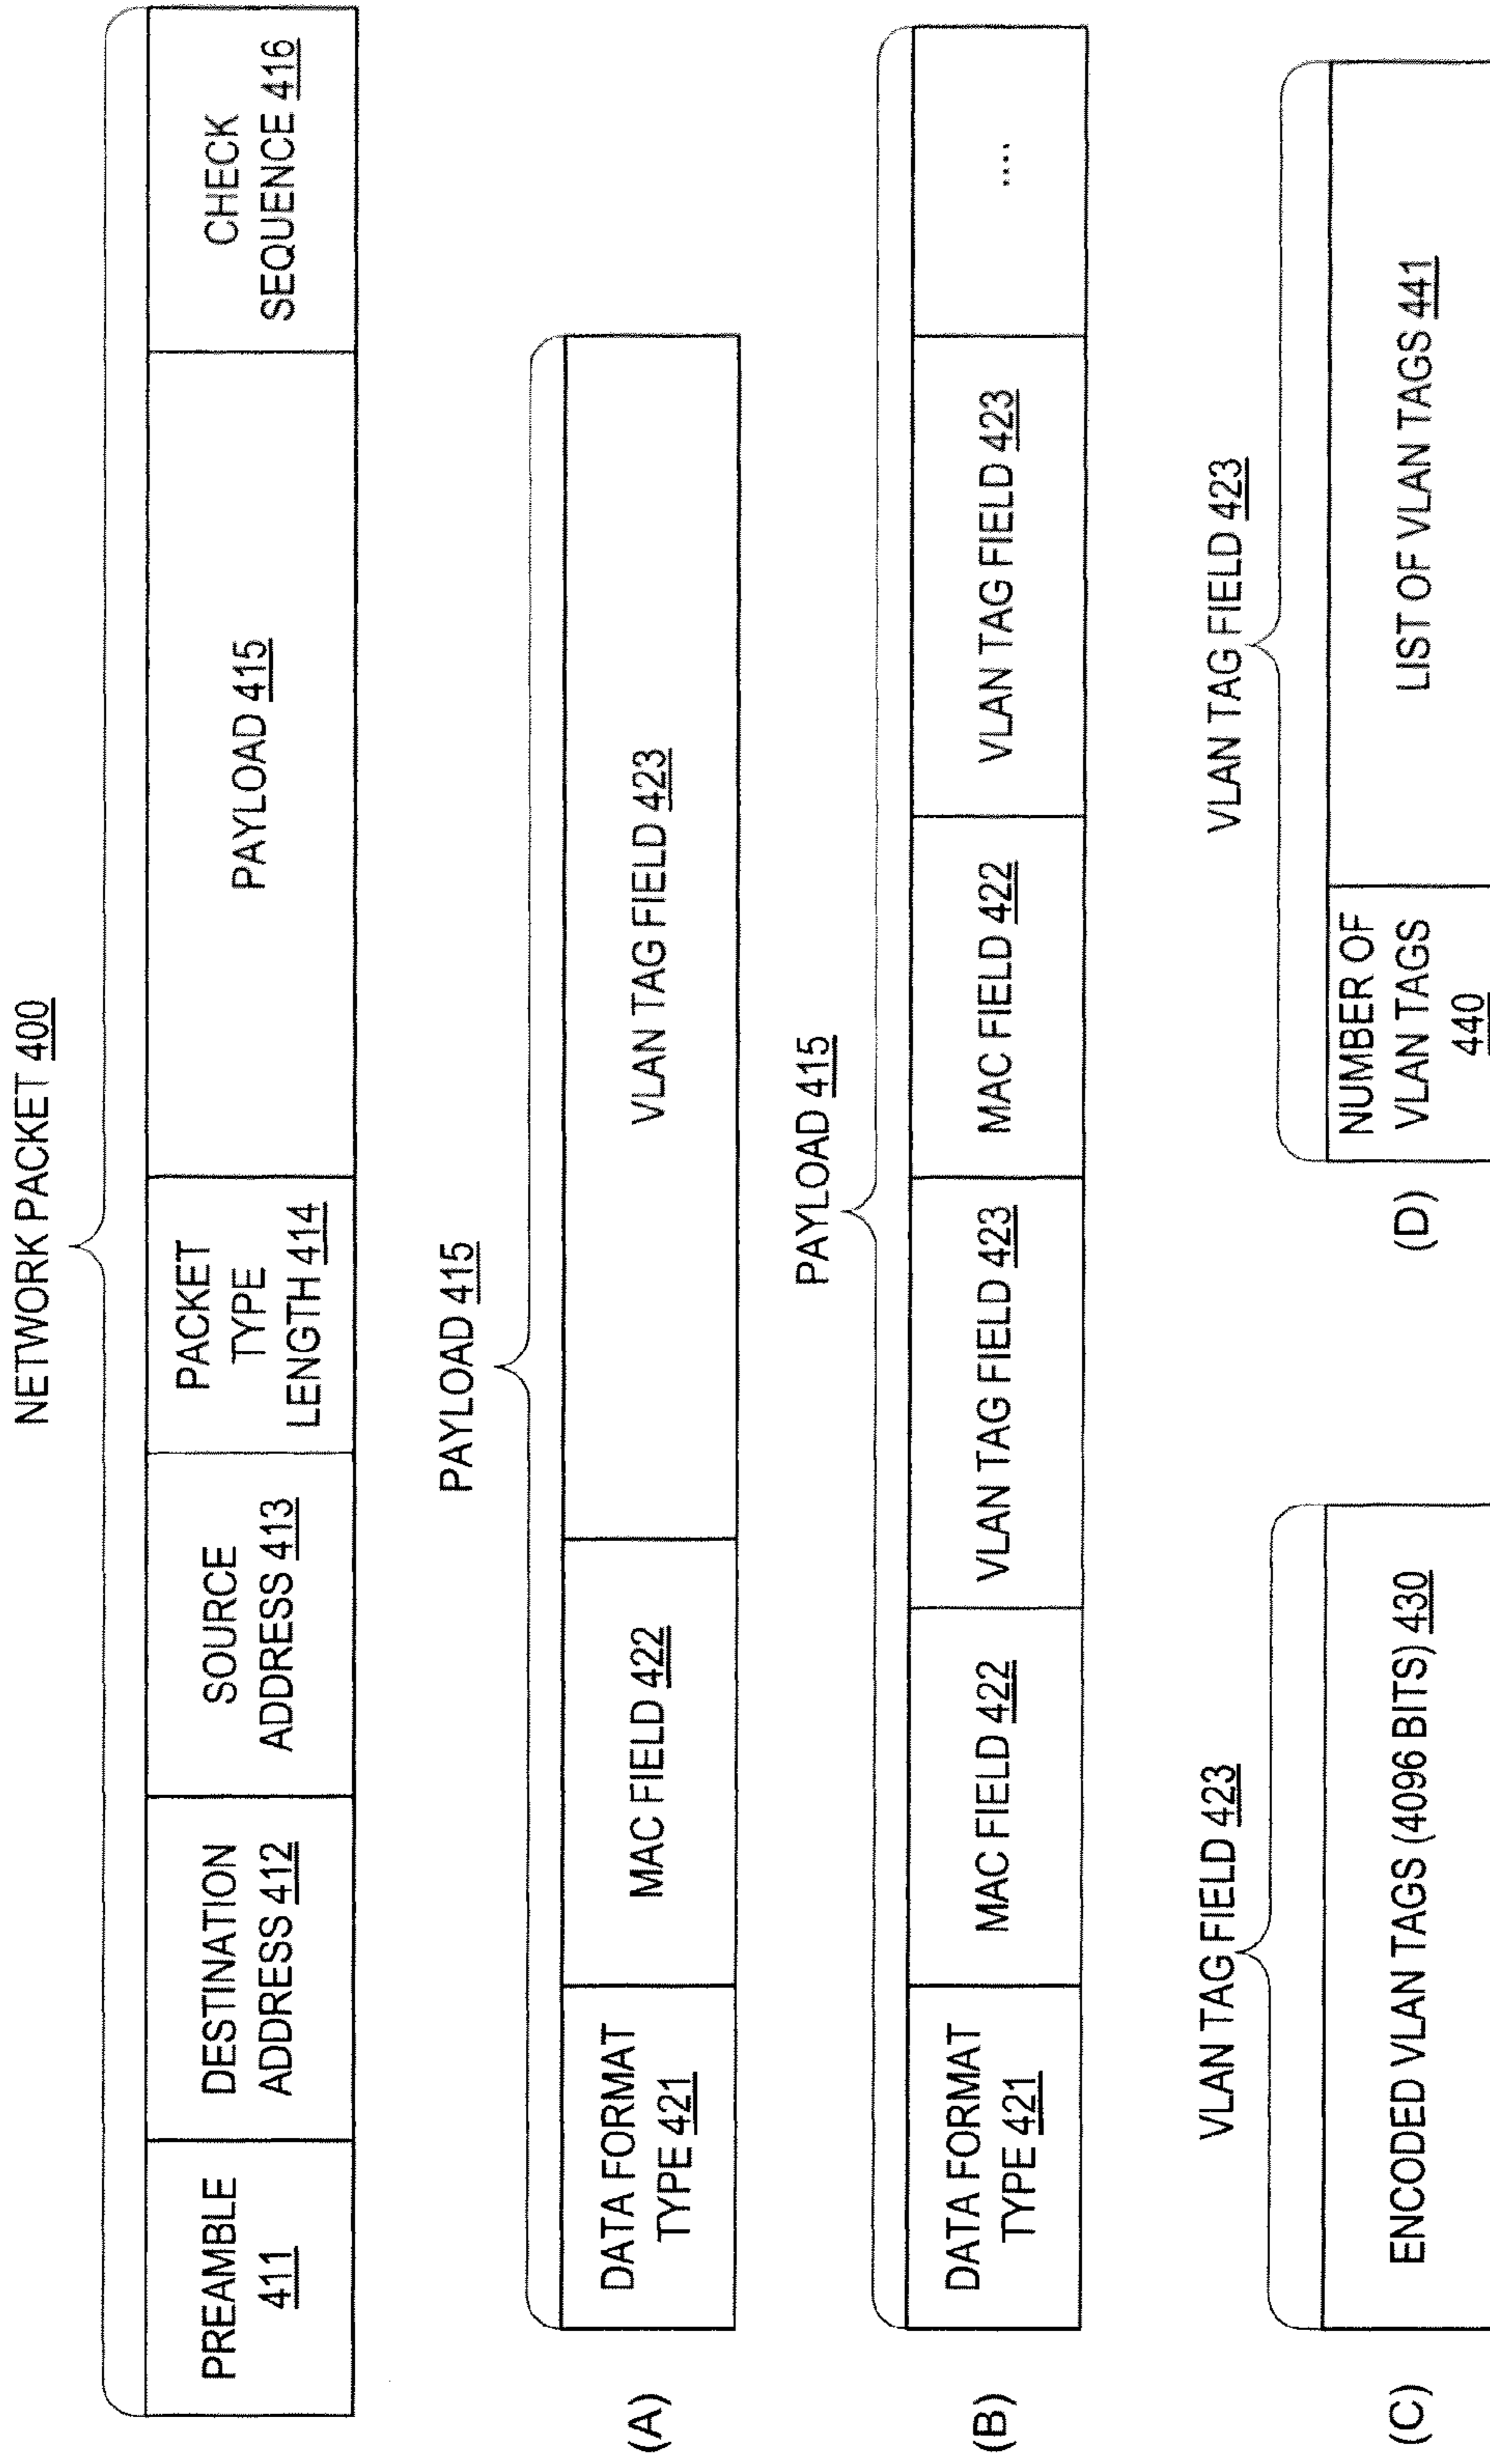 NETWORK PACKET 400
PREAMBLE
411
DESTINATION
ADDRESS 412
SOURCE
ADDRESS 413
PACKET
TYPE
LENGTH 414
PAYLOAD 415
CHECK
SEQUENCE 416
PAYLOAD 415
(A)
DATA FORMAT
TYPE 421
MAC FIELD 422
VLAN TAG FIELD 423
PAYLOAD 415
(B)
DATA FORMAT
TYPE 421
MAC FIELD 422
VLAN TAG FIELD 423
MAC FIELD 422
VLAN TAG FIELD 423
....
VLAN TAG FIELD 423
(C)
ENCODED VLAN TAGS (4096 BITS) 430
VLAN TAG FIELD 423
(D)
NUMBER OF
VLAN TAGS
440
LIST OF VLAN TAGS 441